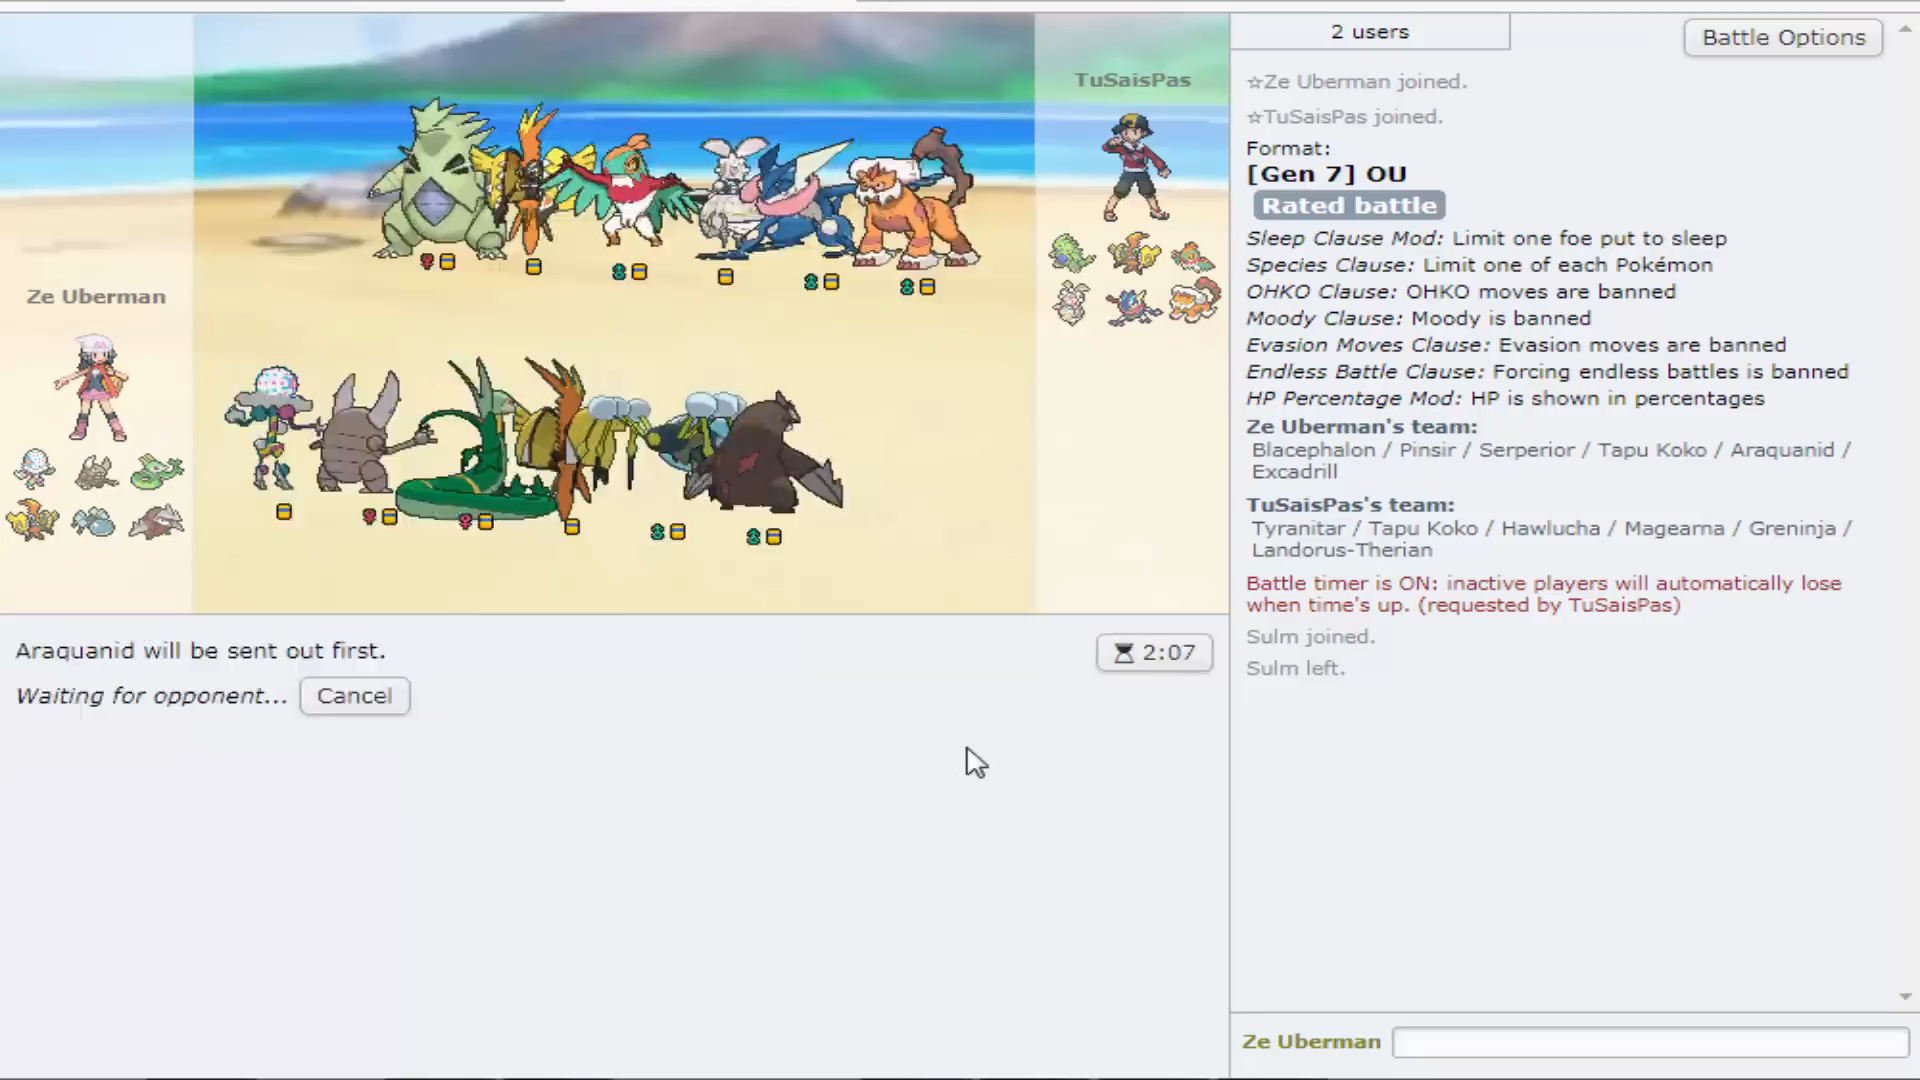 TuSaisPas
Ze Uberman
Araquanid will be sent out first.
Waiting for opponent...
Cancel
2:07
2 users
Battle Options
☆Ze Uberman joined.
☆TuSaisPas joined.
Format:
[Gen 7] OU
Rated battle
Sleep Clause Mod: Limit one foe put to sleep
Species Clause: Limit one of each Pokémon
OHKO Clause: OHKO moves are banned
Moody Clause: Moody is banned
Evasion Moves Clause: Evasion moves are banned
Endless Battle Clause: Forcing endless battles is banned
HP Percentage Mod: HP is shown in percentages
Ze Uberman's team:
Blacephalon / Pinsir / Serperior / Tapu Koko / Araquanid /
Excadrill
TuSaisPas's team:
Tyranitar / Tapu Koko / Hawlucha / Magearna / Greninja /
Landorus-Therian
Battle timer is ON: inactive players will automatically lose
when time's up. (requested by TuSaisPas)
Sulm joined.
Sulm left.
Ze Uberman